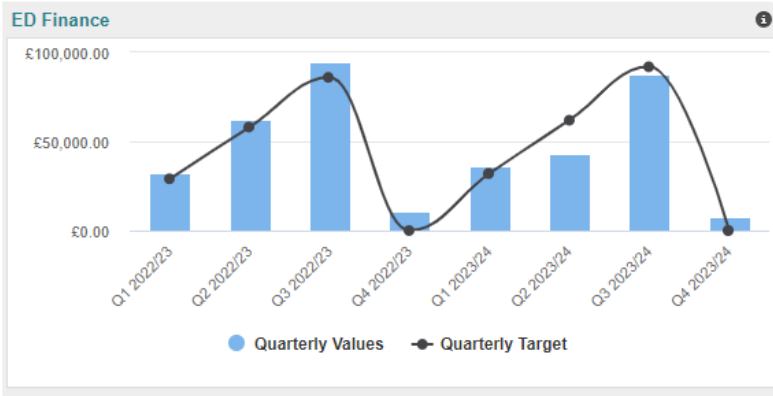 ED Finance
£100,000.00
£50,000.00
£0.00
Q1 2022/23
Q2 2022/23
Q3 2022/23
Q4 2022/23
Q1 2023/24
Q2 2023/24
Q3 2023/24
Q4 2023/24
Quarterly Values
Quarterly Target